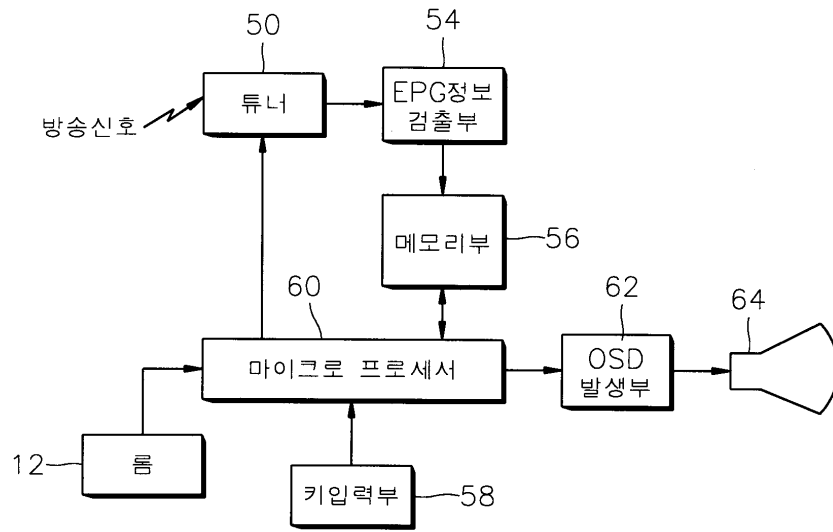 50
54
튜너
EPG정보
검출부
방송신호
메모리부
56
60
62
64
마이크로 프로세서
OSD
발생부
12
롬
키입력부
58